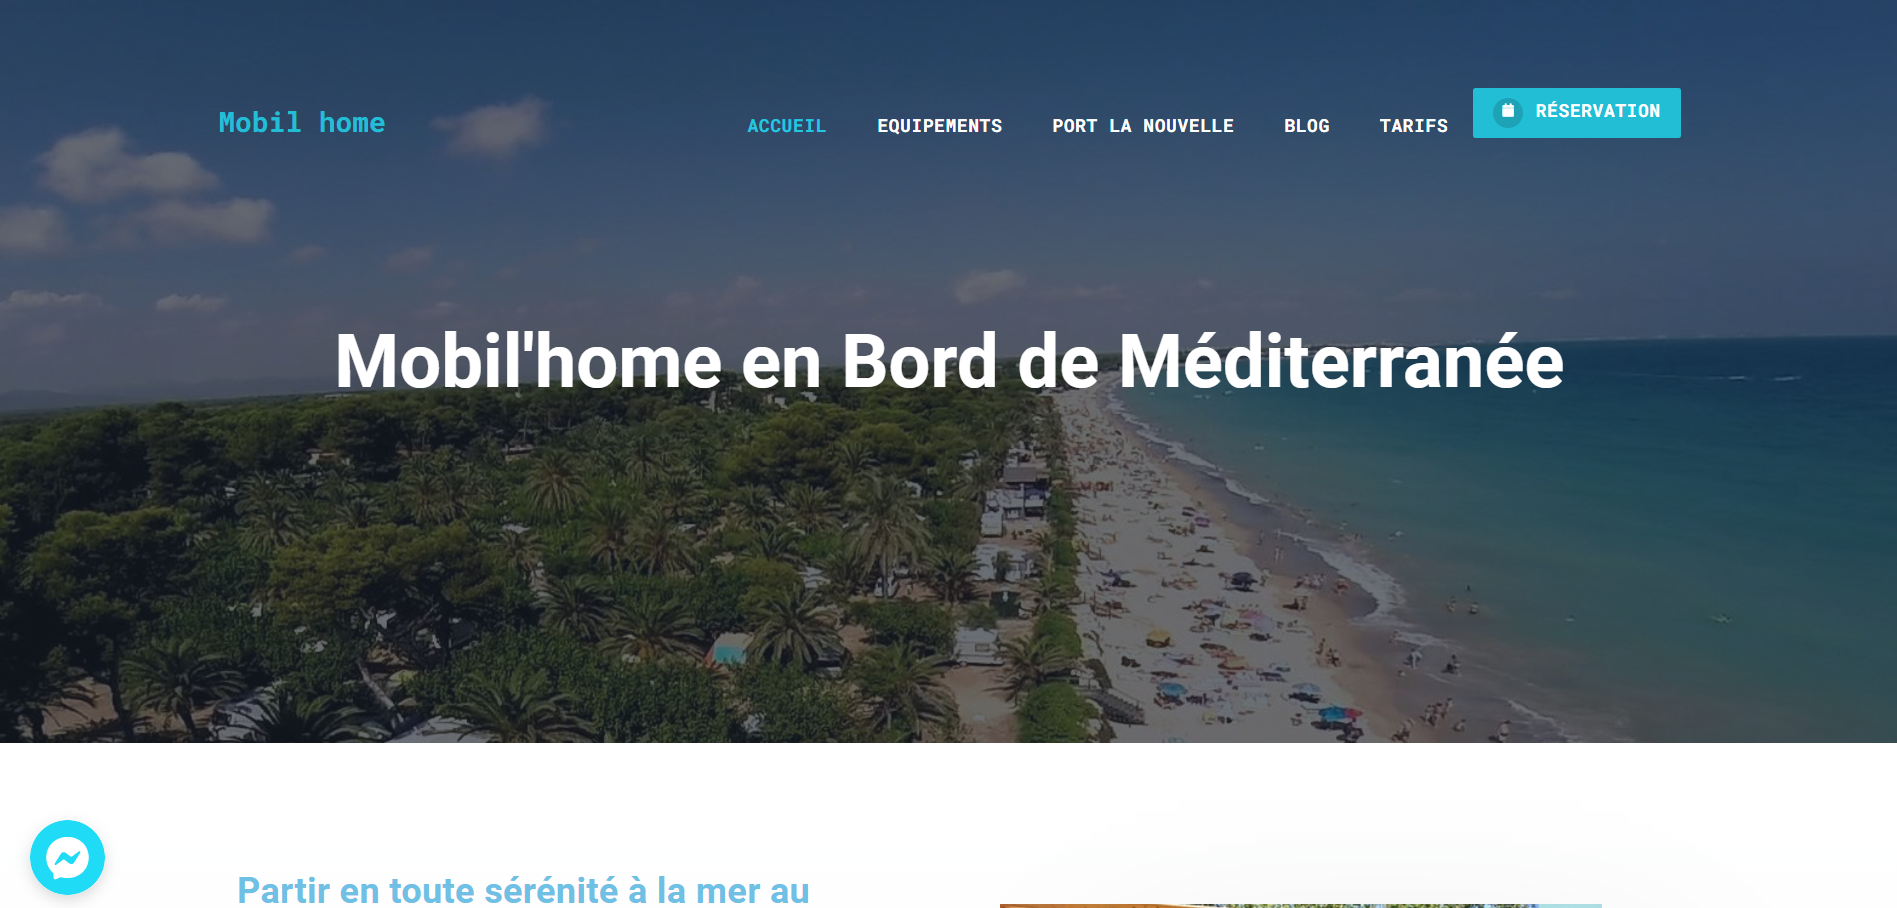 Mobil home
ACCUEIL EQUIPEMENTS PORT LA NOUVELLE BLOG TARIFS RÉSERVATION
Mobil'home en Bord de Méditerranée
Partir en toute sérénité à la mer au